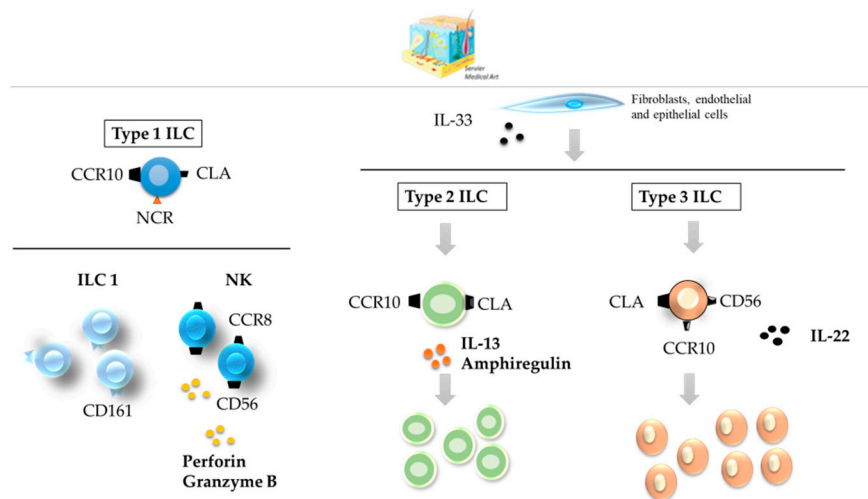 Servier
Medical Art
IL-33
Fibroblasts, endothelial
and epithelial cells
Type 1 ILC
CCR10
CLA
NCR
ILC 1
NK
CCR8
CD161
CD56
Perforin
Granzyme B
Type 2 ILC
CCR10
CLA
IL-13
Amphiregulin
Type 3 ILC
CLA
CD56
CCR10
IL-22